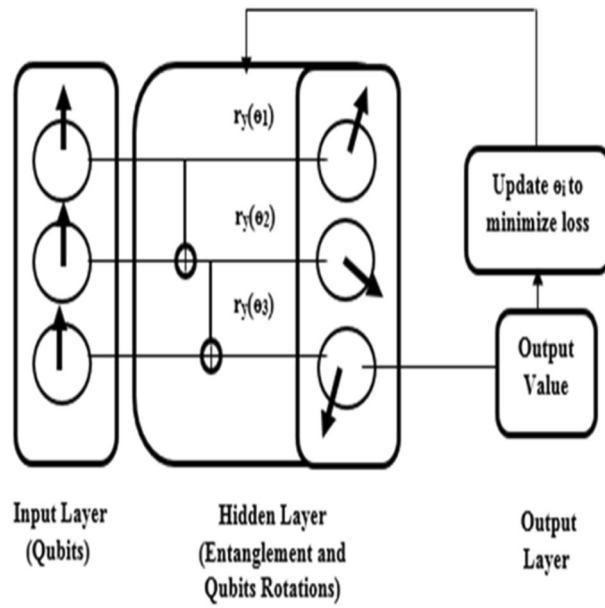 ry(θ1)
ry(θ2)
ry(θ3)
Update θi to
minimize loss
Output
Value
Input Layer
(Qubits)
Hidden Layer
(Entanglement and
Qubits Rotations)
Output
Layer